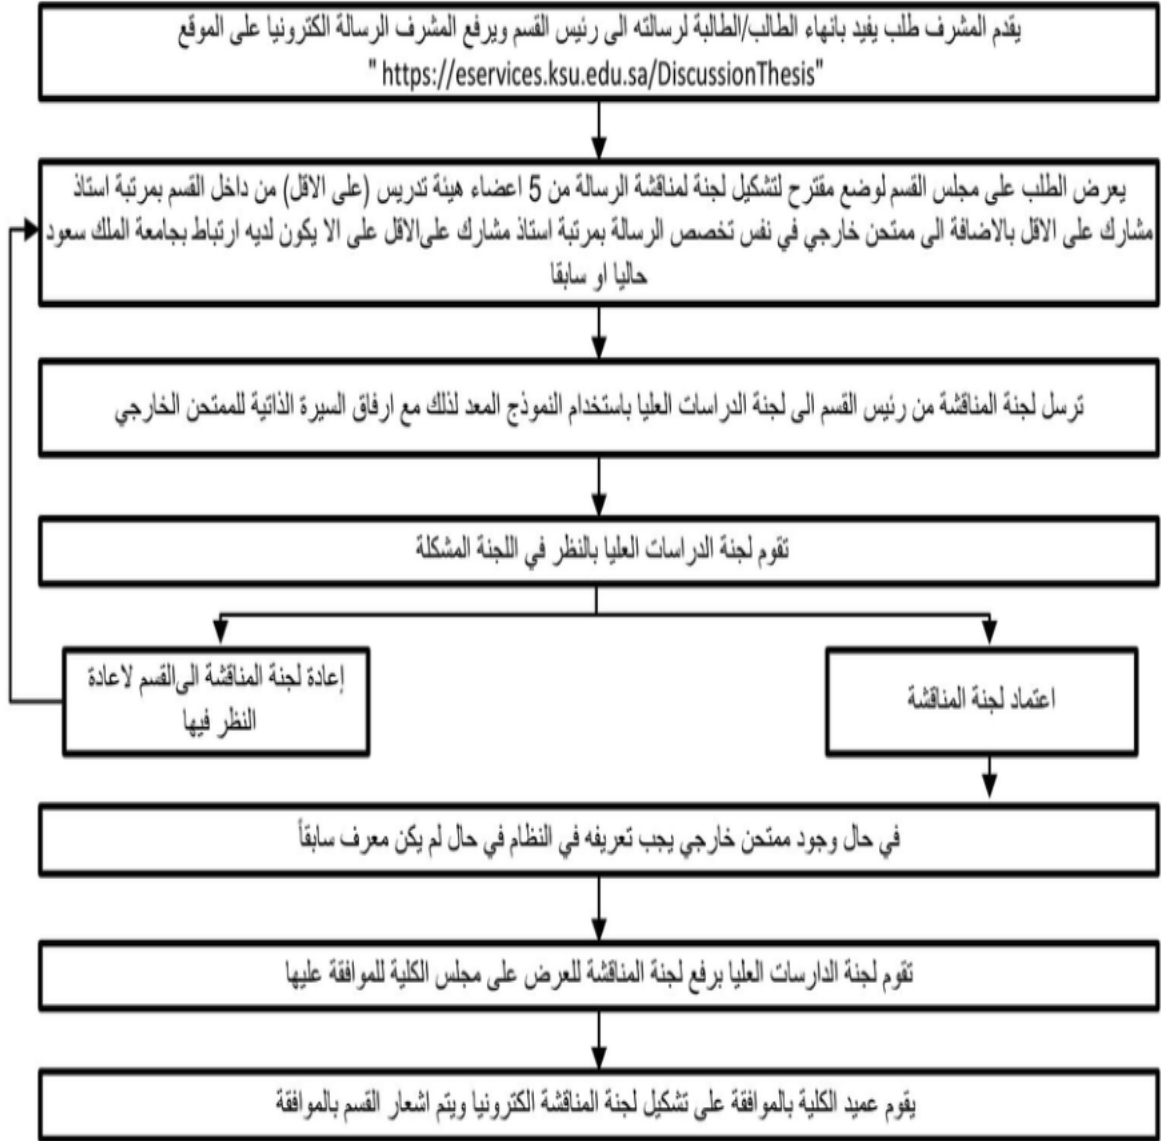 يقدم المشرف طلب يفيد بانهاء الطالب/الطالبة لرسالته الى رئيس القسم ويرفع المشرف الرسالة الكترونيا على الموقع
"https://eservices.ksu.edu.sa/DiscussionThesis"
يعرض الطلب على مجلس القسم لوضع مقترح لتشكيل لجنة لمناقشة الرسالة من 5 اعضاء هيئة تدريس (على الاقل) من داخل القسم بمرتبة استاذ
مشارك على الاقل بالاضافة الى ممتحن خارجي في نفس تخصص الرسالة بمرتبة استاذ مشارك على الاقل على الا يكون لديه ارتباط بجامعة الملك سعود
حاليا او سابقا
ترسل لجنة المناقشة من رئيس القسم الى لجنة الدراسات العليا باستخدام النموذج المعد لذلك مع ارفاق السيرة الذاتية للممتحن الخارجي
تقوم لجنة الدراسات العليا بالنظر في اللجنة المشكلة
اعتماد لجنة المناقشة
إعادة لجنة المناقشة الى القسم لاعادة
النظر فيها
في حال وجود ممتحن خارجي يجب تعريفه في النظام في حال لم يكن معرف سابقاً
تقوم لجنة الدارسات العليا برفع لجنة المناقشة للعرض على مجلس الكلية للموافقة عليها
يقوم عميد الكلية بالموافقة على تشكيل لجنة المناقشة الكترونيا ويتم اشعار القسم بالموافقة